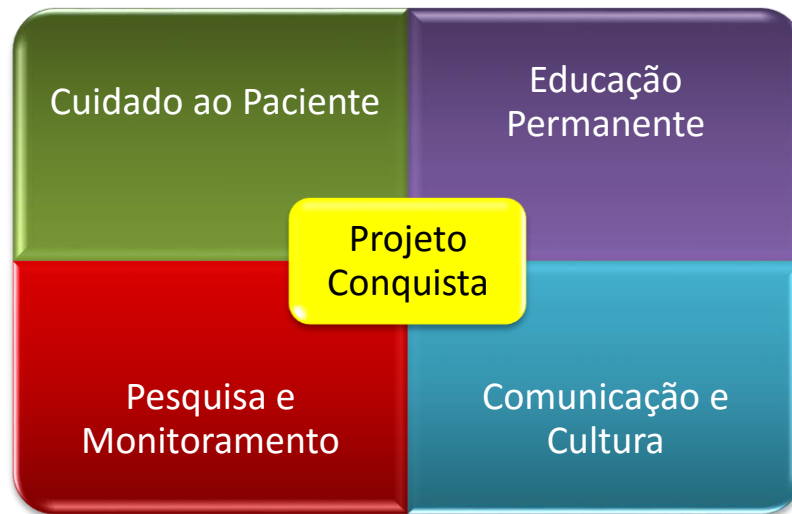 Cuidado ao Paciente
Educação
Permanente
Projeto
Conquista
Pesquisa e
Monitoramento
Comunicação e
Cultura